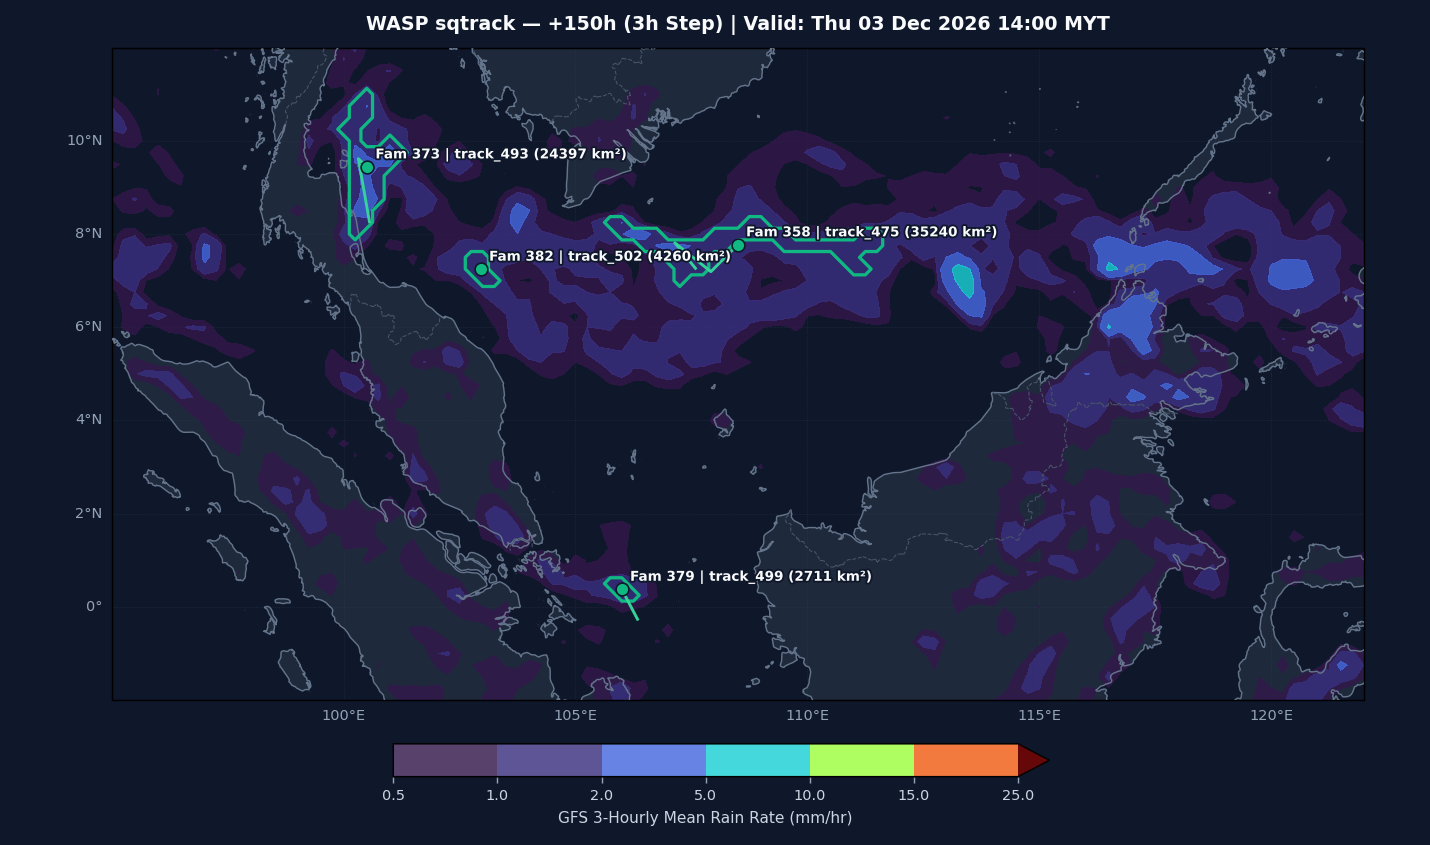 WASP sqtrack — +150h (3h Step) | Valid: Thu 03 Dec 2026 14:00 MYT
10°N
8°N
6°N
4°N
2°N
0°
Fam 373 | track_493 (24397 km²)
Fam 358 | track_475 (35240 km²)
Fam 382 | track_502 (4260 km²)
Fam 379 | track_499 (2711 km²)
100°E 105°E 110°E 115°E 120°E
0.5 1.0 2.0 5.0 10.0 15.0 25.0
GFS 3-Hourly Mean Rain Rate (mm/hr)